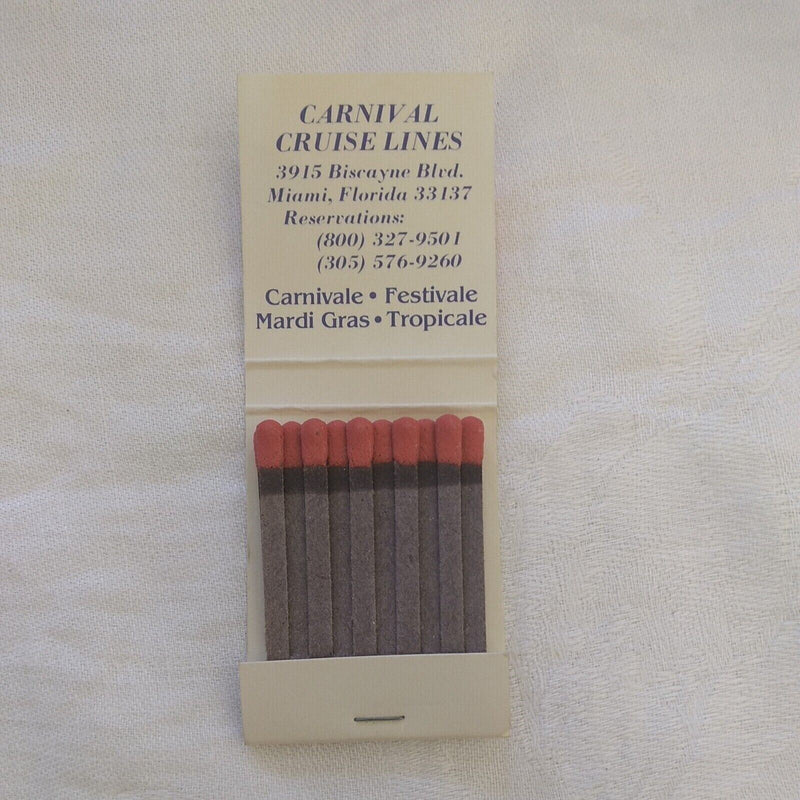 CARNIVAL
CRUISE LINES
3915 Biscayne Blvd.
Miami, Florida 33137
Reservations:
(800) 327-9501
(305) 576-9260
Carnivale • Festivale
Mardi Gras • Tropicale